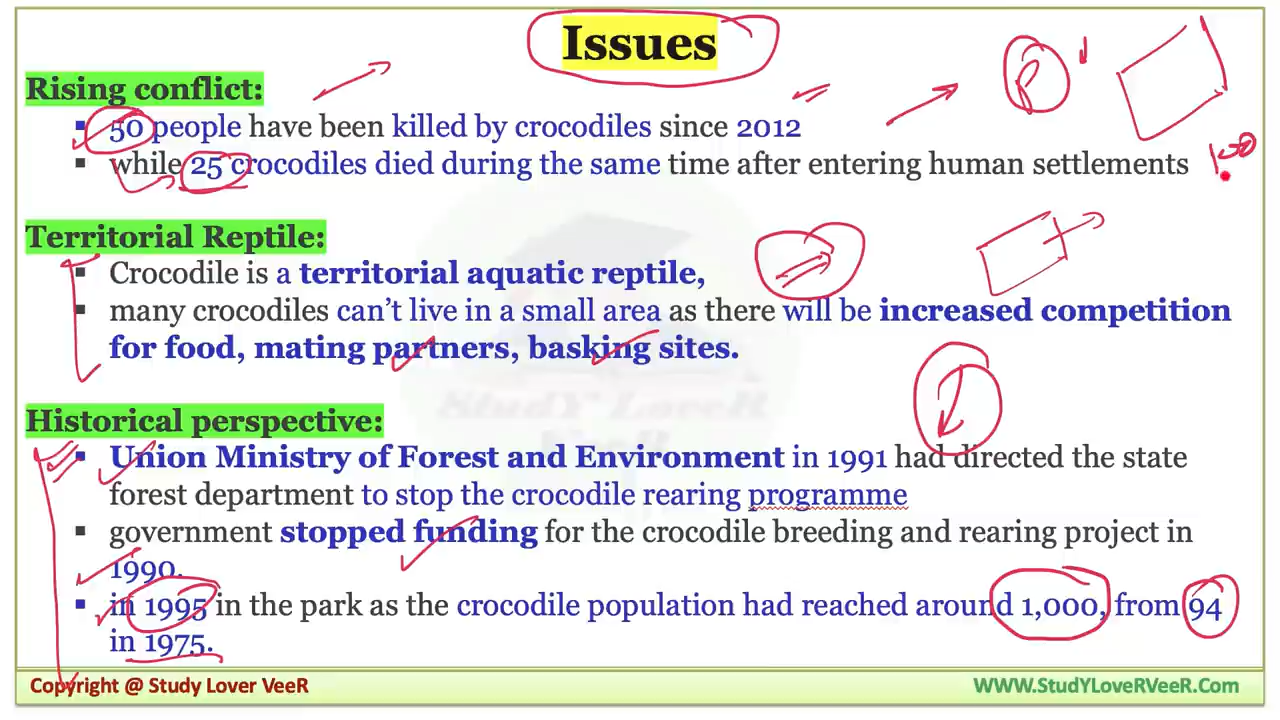 Issues
Rising conflict:
▪ 50 people have been killed by crocodiles since 2012
▪ while 25 crocodiles died during the same time after entering human settlements
100
Territorial Reptile:
▪ Crocodile is a territorial aquatic reptile,
▪ many crocodiles can't live in a small area as there will be increased competition
for food, mating partners, basking sites.
StudY LoveR
VeeR
Historical perspective:
▪ Union Ministry of Forest and Environment in 1991 had directed the state
forest department to stop the crocodile rearing programme
▪ government stopped funding for the crocodile breeding and rearing project in
1990.
▪ in 1995 in the park as the crocodile population had reached around 1,000, from 94
in 1975.
Copyright @ Study Lover VeeR
WWW.StudYLoveRVeeR.Com